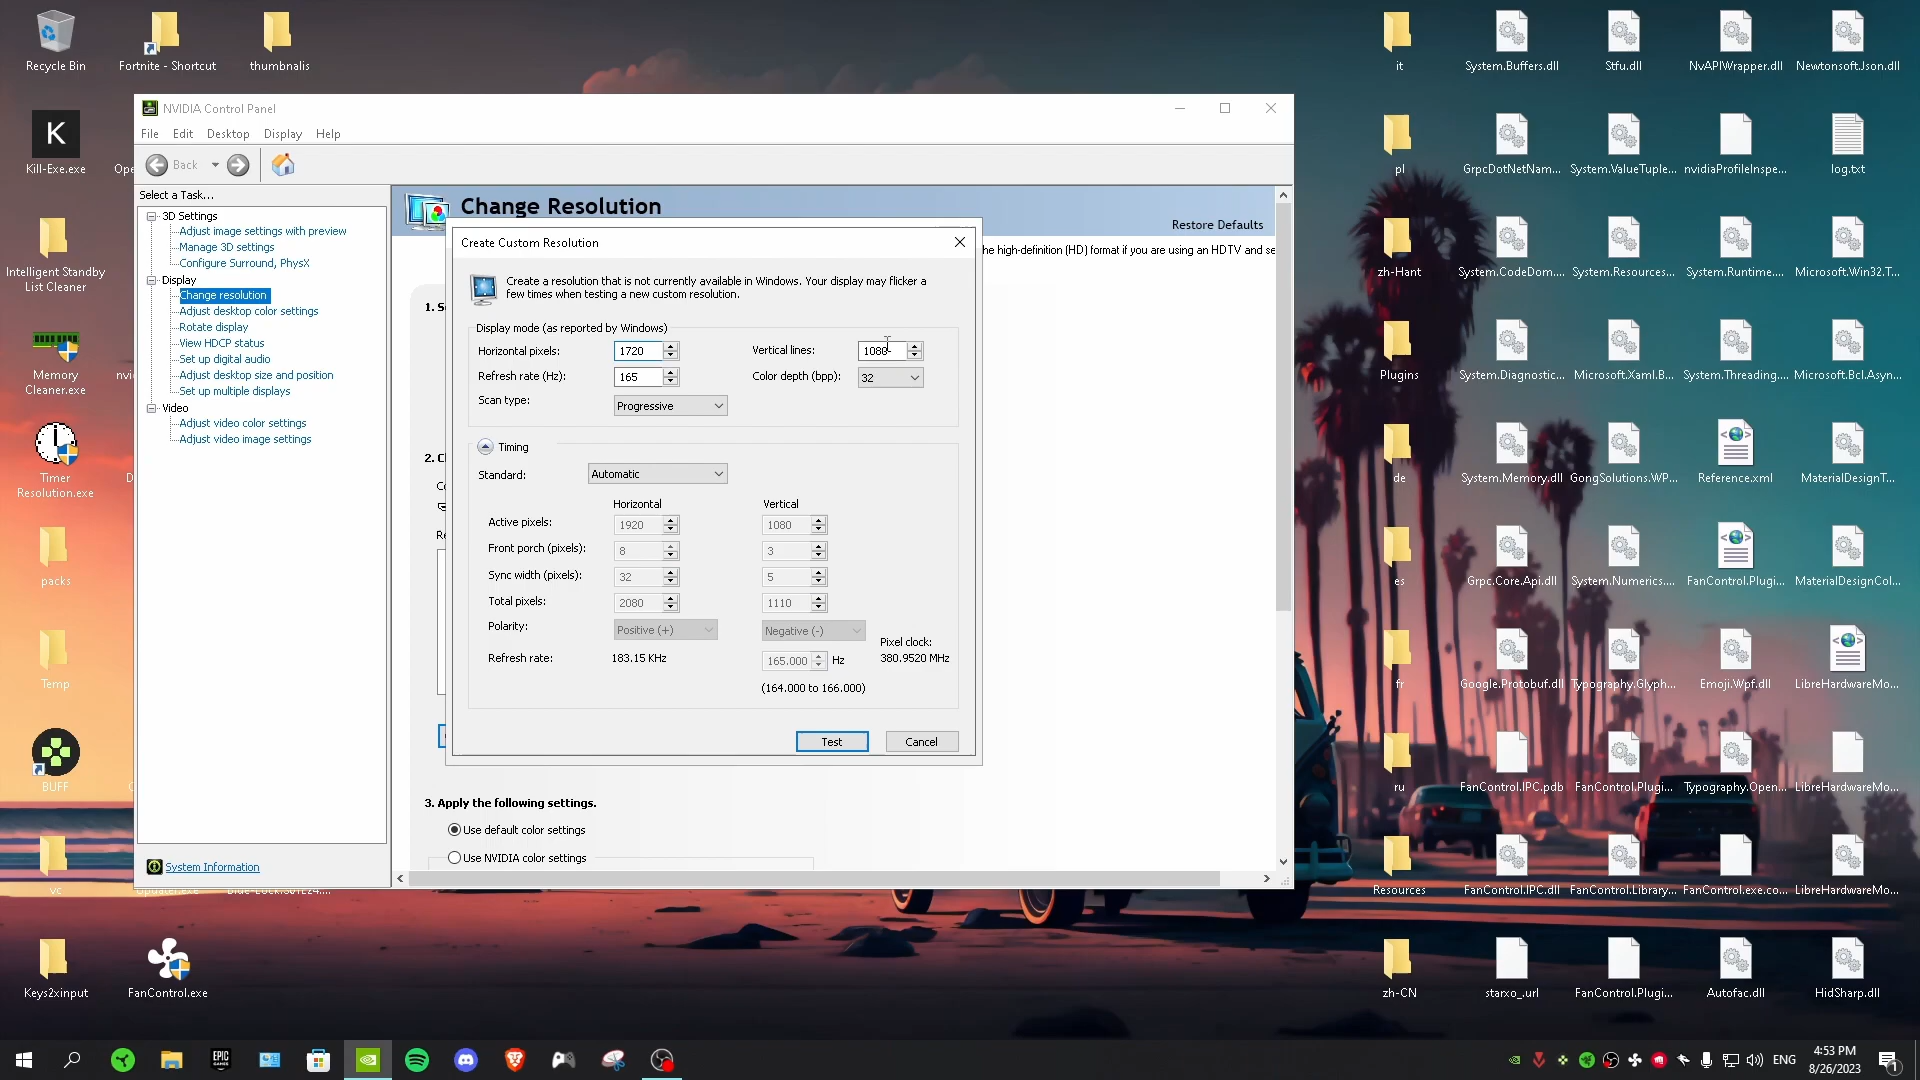 Recycle Bin
Fortnite - Shortcut
thumbnalis
Kill-Exe.exe
Intelligent Standby
List Cleaner
Memory
Cleaner.exe
Timer
Resolution.exe
packs
Temp
BUFF
vc
Keys2xinput
FanControl.exe
NVIDIA Control Panel
File Edit Desktop Display Help
Back
Select a Task...
3D Settings
Adjust image settings with preview
Manage 3D settings
Configure Surround, PhysX
Display
Change resolution
Adjust desktop color settings
Rotate display
View HDCP status
Set up digital audio
Adjust desktop size and position
Set up multiple displays
Video
Adjust video color settings
Adjust video image settings
System Information
Change Resolution
Restore Defaults
he high-definition (HD) format if you are using an HDTV and se
1. S
2. C
Create Custom Resolution
Create a resolution that is not currently available in Windows. Your display may flicker a
few times when testing a new custom resolution.
Display mode (as reported by Windows)
Horizontal pixels: 1720 Vertical lines: 1080
Refresh rate (Hz): 165 Color depth (bpp): 32
Scan type: Progressive
Timing
Standard: Automatic
Horizontal Vertical
Active pixels: 1920 1080
Front porch (pixels): 8 3
Sync width (pixels): 32 5
Total pixels: 2080 1110
Polarity: Positive (+) Negative (-)
Pixel clock:
Refresh rate: 183.15 KHz 165.000 Hz 380.9520 MHz
(164.000 to 166.000)
Test Cancel
3. Apply the following settings.
Use default color settings
Use NVIDIA color settings
it System.Buffers.dll Stfu.dll NvAPIWrapper.dll Newtonsoft.Json.dll
pl GrpcDotNetNam... System.ValueTuple... nvidiaProfileInspe... log.txt
zh-Hant System.CodeDom.... System.Resources... System.Runtime.... Microsoft.Win32.T...
Plugins System.Diagnostic... Microsoft.Xaml.B... System.Threading.... Microsoft.Bcl.Asyn...
de System.Memory.dll GongSolutions.WP... Reference.xml MaterialDesignT...
es Grpc.Core.Api.dll System.Numerics.... FanControl.Plugi... MaterialDesignCol...
fr Google.Protobuf.dll Typography.Glyph... Emoji.Wpf.dll LibreHardwareMo...
ru FanControl.IPC.pdb FanControl.Plugi... Typography.Open... LibreHardwareMo...
Resources FanControl.IPC.dll FanControl.Library... FanControl.exe.co... LibreHardwareMo...
zh-CN starxo_.url FanControl.Plugi... Autofac.dll HidSharp.dll
EPIC
GAMES
ENG
4:53 PM
8/26/2023
1